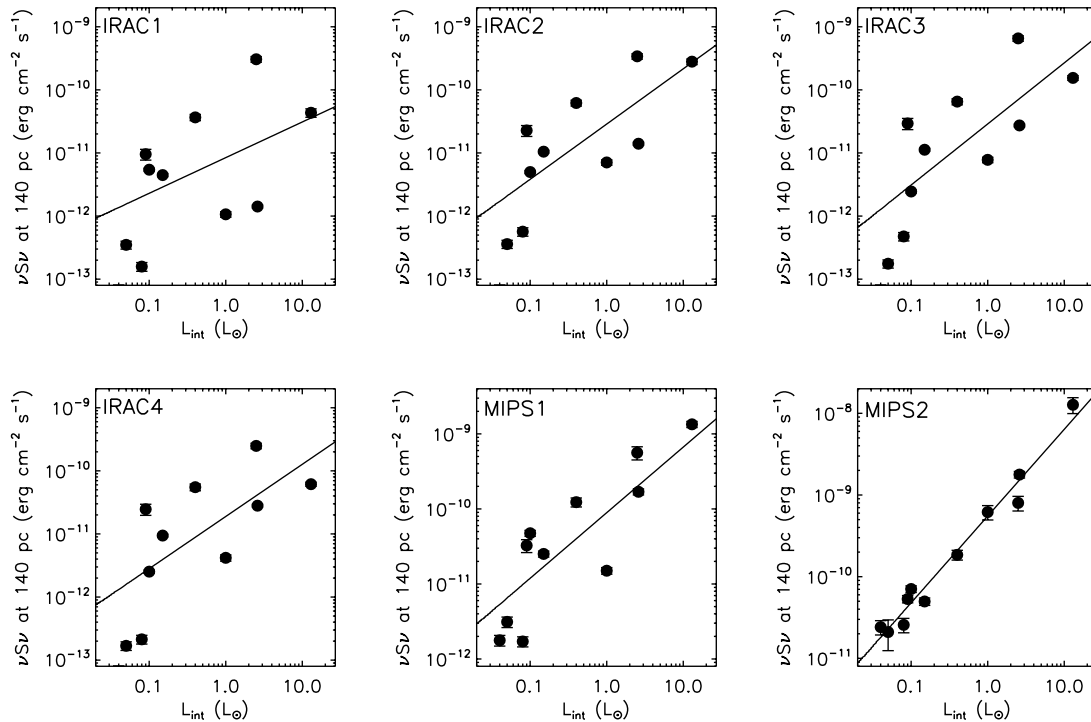 IRAC1
νSν at 140 pc (erg cm⁻² s⁻¹)
10⁻⁹
10⁻¹⁰
10⁻¹¹
10⁻¹²
10⁻¹³
0.1 1.0 10.0
L_int (L⊙)
IRAC2
νSν at 140 pc (erg cm⁻² s⁻¹)
10⁻⁹
10⁻¹⁰
10⁻¹¹
10⁻¹²
10⁻¹³
0.1 1.0 10.0
L_int (L⊙)
IRAC3
νSν at 140 pc (erg cm⁻² s⁻¹)
10⁻⁹
10⁻¹⁰
10⁻¹¹
10⁻¹²
10⁻¹³
0.1 1.0 10.0
L_int (L⊙)
IRAC4
νSν at 140 pc (erg cm⁻² s⁻¹)
10⁻⁹
10⁻¹⁰
10⁻¹¹
10⁻¹²
10⁻¹³
0.1 1.0 10.0
L_int (L⊙)
MIPS1
νSν at 140 pc (erg cm⁻² s⁻¹)
10⁻⁹
10⁻¹⁰
10⁻¹¹
10⁻¹²
0.1 1.0 10.0
L_int (L⊙)
MIPS2
νSν at 140 pc (erg cm⁻² s⁻¹)
10⁻⁸
10⁻⁹
10⁻¹⁰
10⁻¹¹
0.1 1.0 10.0
L_int (L⊙)